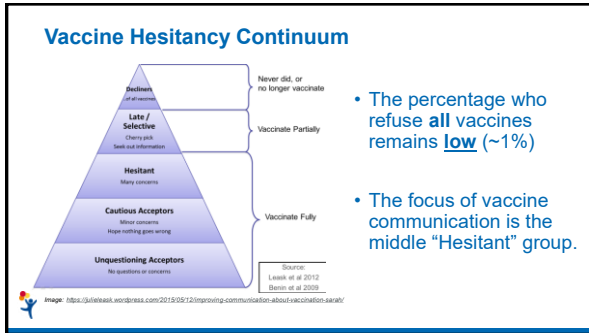 Vaccine Hesitancy Continuum
Decliners
of all vaccines
Never did, or
no longer vaccinate
Late /
Selective
Cherry pick
Seek out Information
Vaccinate Partially
Hesitant
Many concerns
Cautious Acceptors
Minor concerns
Hope nothing goes wrong
Vaccinate Fully
Unquestioning Acceptors
No questions or concerns
Source:
Leask et al 2012
Benin et al 2009
• The percentage who
refuse all vaccines
remains low (~1%)
• The focus of vaccine
communication is the
middle “Hesitant” group.
Image: https://julieleask.wordpress.com/2015/05/12/improving-communication-about-vaccination-sarah/